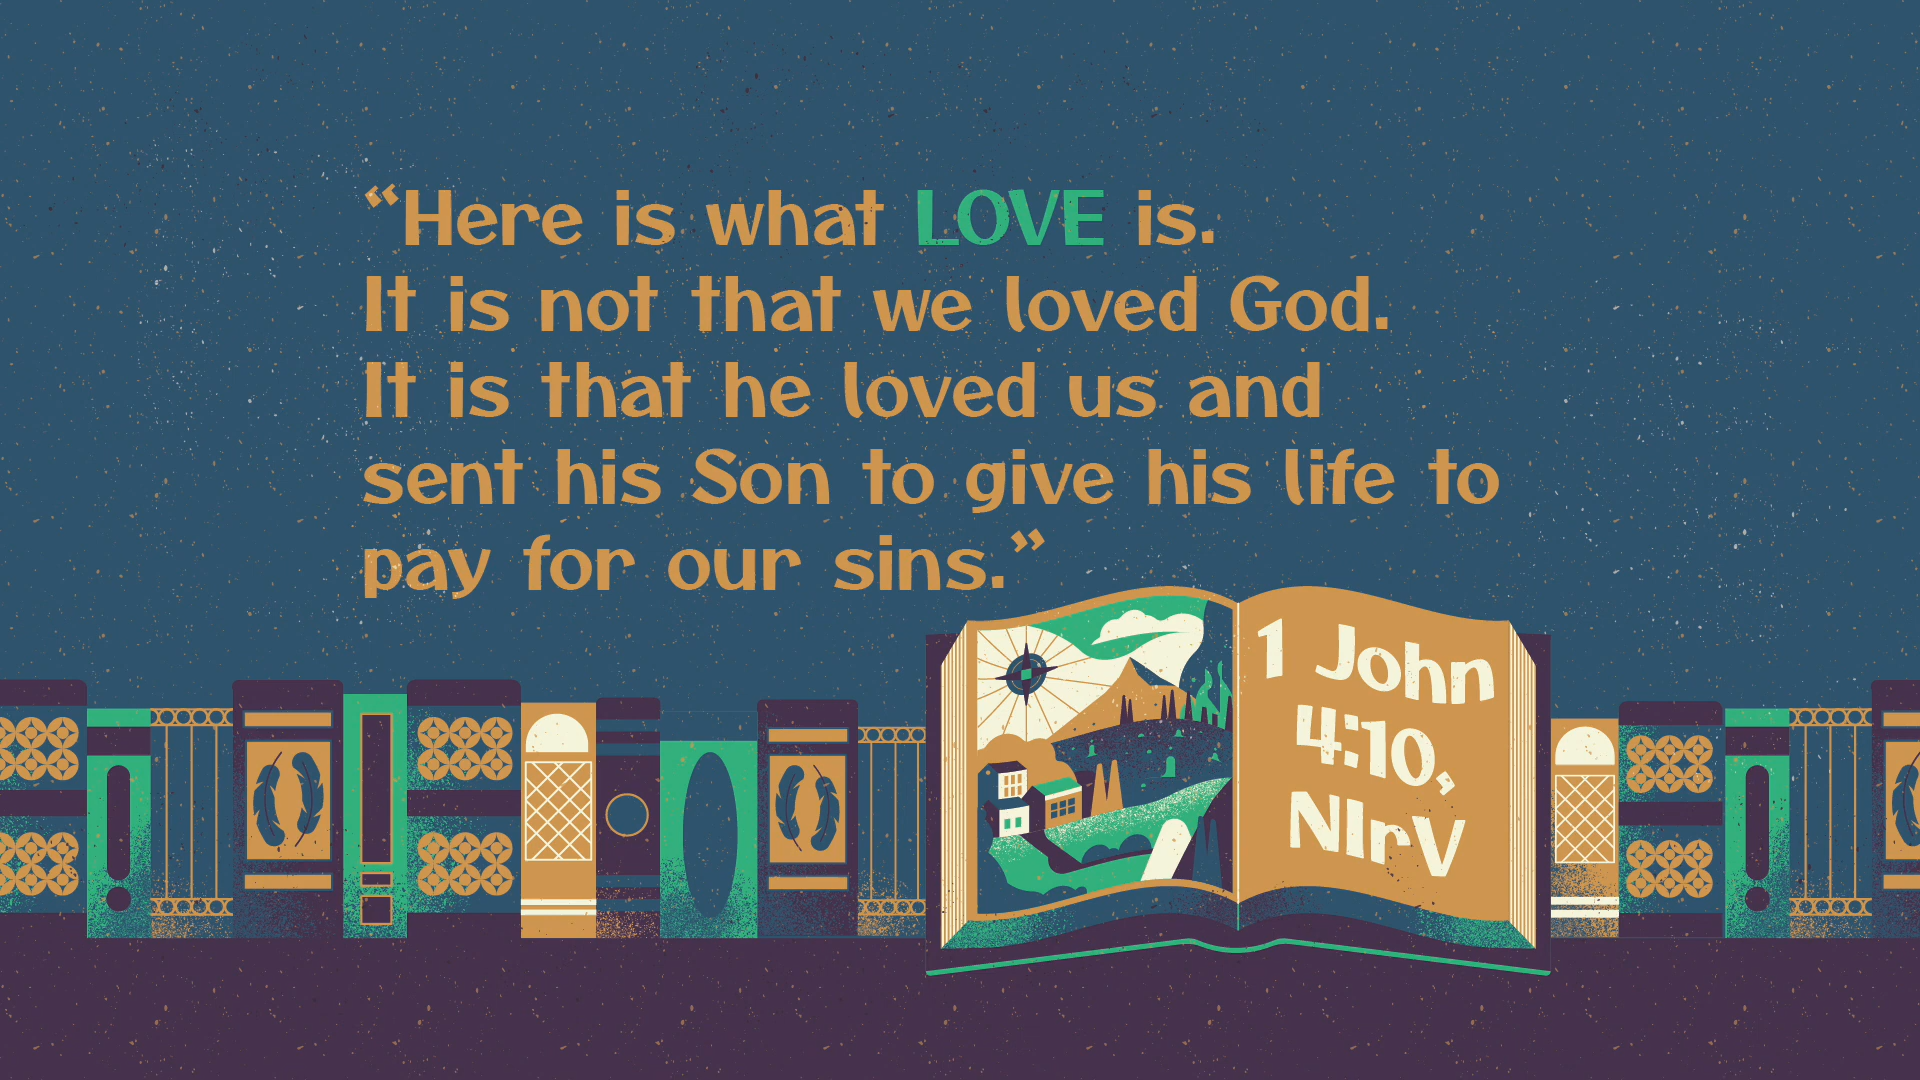 “Here is what LOVE is.
It is not that we loved God.
It is that he loved us and
sent his Son to give his life to
pay for our sins.”
1 John
4:10,
NIrV